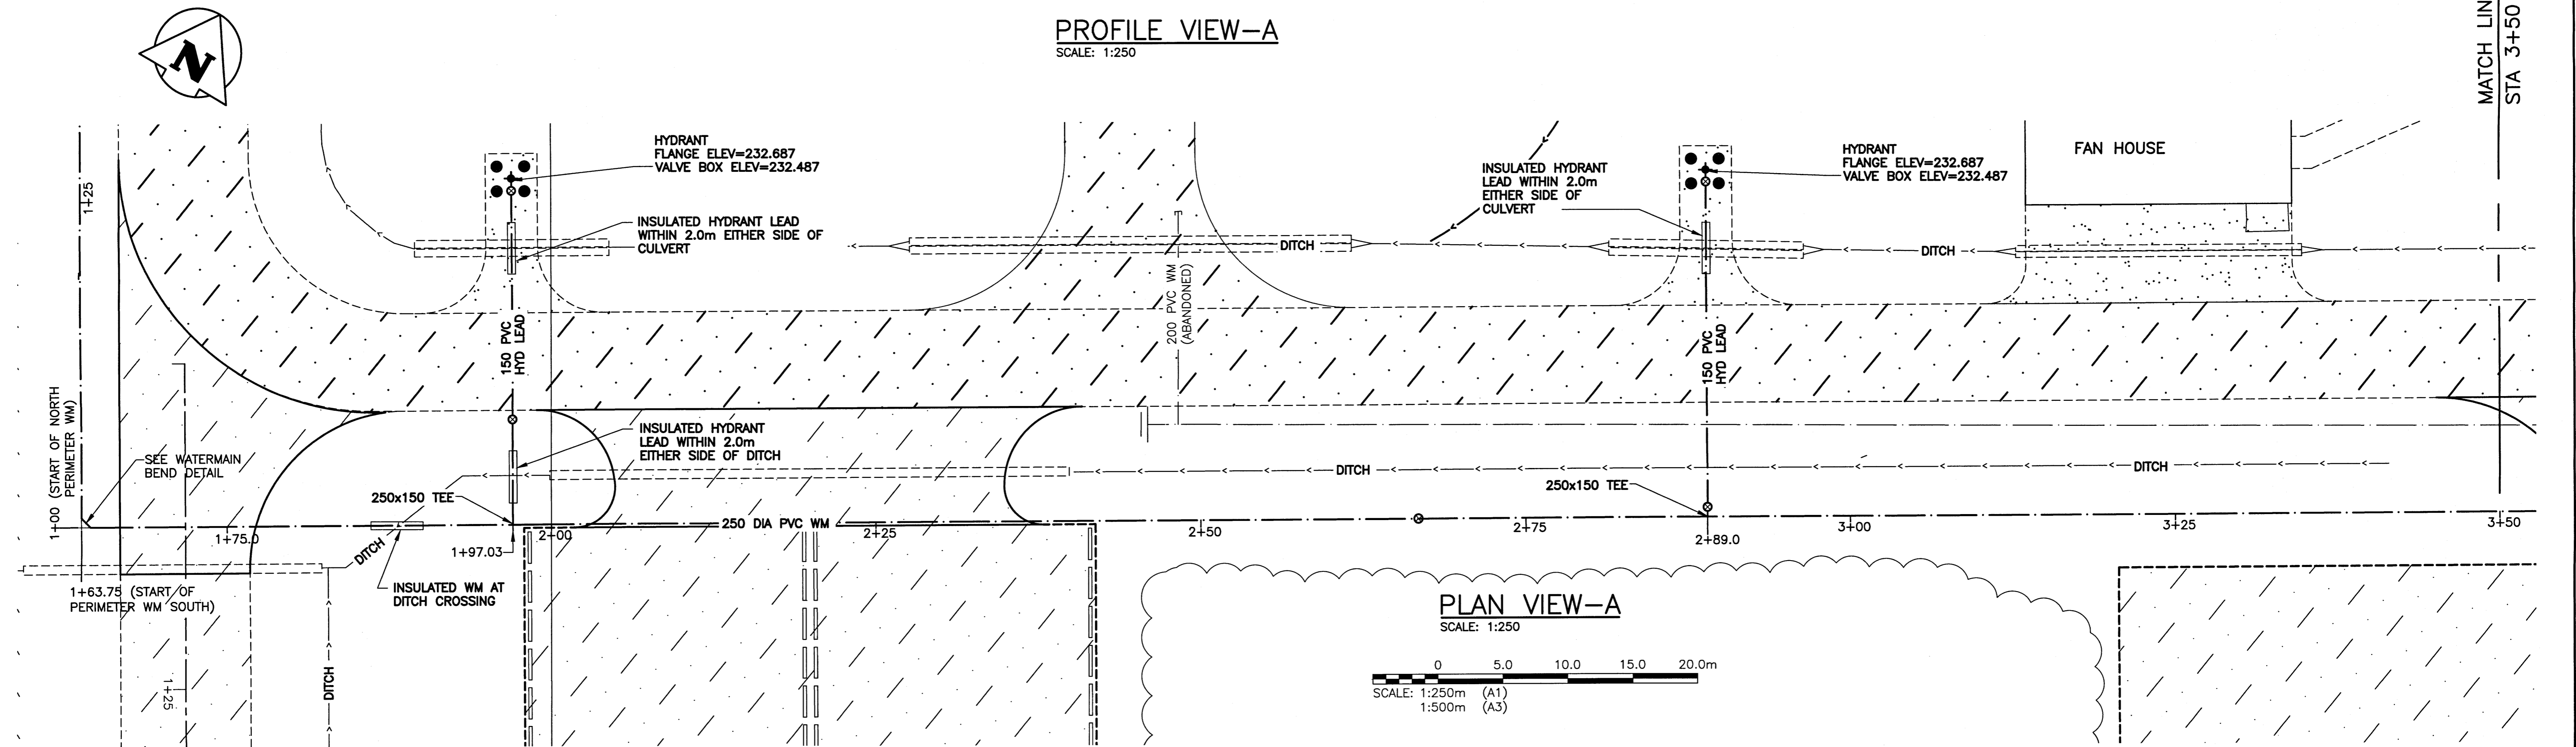 PROFILE VIEW-A
SCALE: 1:250
MATCH LIN
STA 3+50
N
HYDRANT
FLANGE ELEV=232.687
VALVE BOX ELEV=232.487
INSULATED HYDRANT LEAD
WITHIN 2.0m EITHER SIDE OF
CULVERT
INSULATED HYDRANT
LEAD WITHIN 2.0m
EITHER SIDE OF
CULVERT
HYDRANT
FLANGE ELEV=232.687
VALVE BOX ELEV=232.487
FAN HOUSE
1+25
DITCH
DITCH
200 PVC WM
(ABANDONED)
150 PVC
HYD LEAD
150 PVC
HYD LEAD
1+00 (START OF NORTH
PERIMETER WM)
SEE WATERMAIN
BEND DETAIL
INSULATED HYDRANT
LEAD WITHIN 2.0m
EITHER SIDE OF DITCH
DITCH
DITCH
250x150 TEE
250x150 TEE
250 DIA PVC WM
1+75.0
DITCH
1+97.03
2+00
2+25
2+50
2+75
2+89.0
3+00
3+25
3+50
1+63.75 (START OF
PERIMETER WM SOUTH)
INSULATED WM AT
DITCH CROSSING
1+25
DITCH
PLAN VIEW-A
SCALE: 1:250
0 5.0 10.0 15.0 20.0m
SCALE: 1:250m (A1)
1:500m (A3)